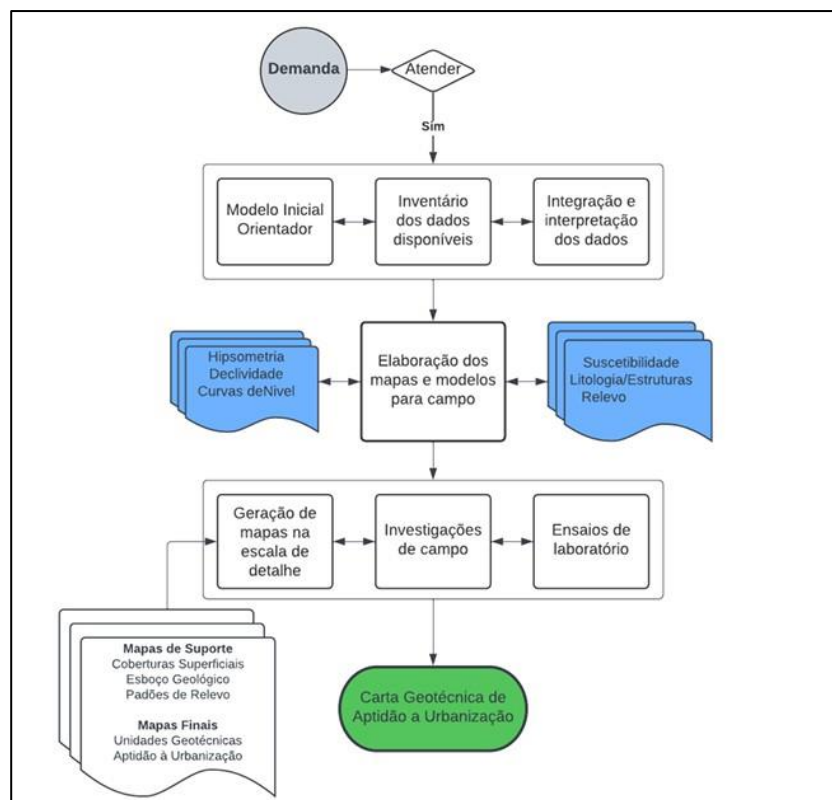 Demanda
Atender
Sim
Modelo Inicial
Orientador
Inventário
dos dados
disponíveis
Integração e
interpretação
dos dados
Hipsometria
Declividade
Curvas deNivel
Elaboração dos
mapas e modelos
para campo
Suscetibilidade
Litologia/Estruturas
Relevo
Geração de
mapas na
escala de
detalhe
Investigações
de campo
Ensaios de
laboratório
Mapas de Suporte
Coberturas Superficiais
Esboço Geológico
Padões de Relevo
Mapas Finais
Unidades Geotécnicas
Aptidão à Urbanização
Carta Geotécnica de
Aptidão a Urbanização